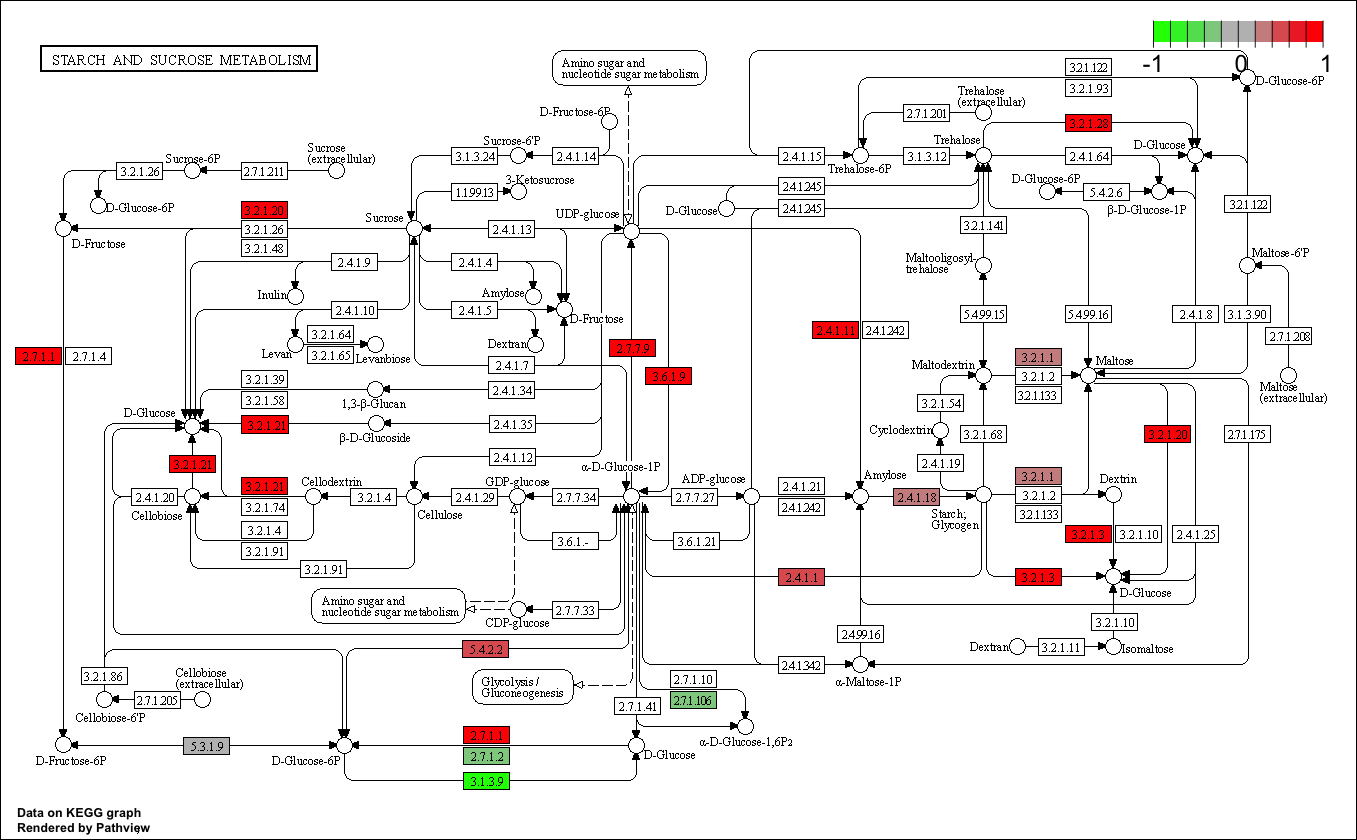 STARCH AND SUCROSE METABOLISM
-1
0
1
Amino sugar and
nucleotide sugar metabolism
3.2.1.122
D-Glucose-6P
3.2.1.93
Trehalose
(extracellular)
2.7.1.201
D-Fructose-6P
3.2.1.28
Sucrose-6'P
Trehalose
D-Glucose
Sucrose
(extracellular)
3.1.3.24
2.4.1.14
2.4.1.15
3.1.3.12
2.4.1.64
Sucrose-6P
Trehalose-6P
3.2.1.26
2.7.1.211
3-Ketosucrose
1.1.99.13
2.4.1.245
D-Glucose-6P
5.4.2.6
D-Glucose-6P
3.2.1.20
UDP-glucose
D-Glucose
2.4.1.245
β-D-Glucose-1P
3.2.1.122
Sucrose
3.2.1.26
2.4.1.13
3.2.1.141
D-Fructose
3.2.1.48
Maltose-6'P
2.4.1.9
2.4.1.4
Maltooligosyl-
trehalose
Inulin
Amylose
2.4.1.10
2.4.1.5
D-Fructose
5.4.99.15
5.4.99.16
2.4.1.8
3.1.3.90
2.4.1.11
2.4.1.242
3.2.1.64
2.7.1.208
Levan
3.2.1.65
Levanbiose
Dextran
2.7.7.9
2.7.1.1
2.7.1.4
2.4.1.7
Maltodextrin
3.2.1.1
Maltose
3.2.1.39
3.6.1.9
3.2.1.2
Maltose
(extracellular)
3.2.1.58
1,3-β-Glucan
2.4.1.34
3.2.1.133
3.2.1.54
D-Glucose
3.2.1.21
β-D-Glucoside
2.4.1.35
Cyclodextrin
3.2.1.68
3.2.1.20
2.7.1.175
2.4.1.12
3.2.1.21
α-D-Glucose-1P
2.4.1.19
ADP-glucose
Amylose
3.2.1.1
Dextrin
3.2.1.21
Cellodextrin
GDP-glucose
2.4.1.20
3.2.1.4
2.4.1.29
2.7.7.34
2.7.7.27
2.4.1.21
2.4.1.18
3.2.1.2
3.2.1.74
2.4.1.242
Cellobiose
Cellulose
Starch;
Glycogen
3.2.1.133
3.2.1.4
3.6.1.-
3.6.1.21
3.2.1.3
3.2.1.10
2.4.1.25
3.2.1.91
3.2.1.91
2.4.1.1
3.2.1.3
D-Glucose
Amino sugar and
nucleotide sugar metabolism
2.7.7.33
CDP-glucose
3.2.1.10
2.4.99.16
5.4.2.2
Dextran
3.2.1.11
Isomaltose
2.4.1.342
α-Maltose-1P
3.2.1.86
Cellobiose
(extracellular)
Glycolysis /
Gluconeogenesis
2.7.1.10
2.7.1.205
2.7.1.41
2.7.1.106
Cellobiose-6'P
α-D-Glucose-1,6P2
2.7.1.1
5.3.1.9
D-Fructose-6P
D-Glucose-6P
2.7.1.2
D-Glucose
3.1.3.9
Data on KEGG graph
Rendered by Pathview